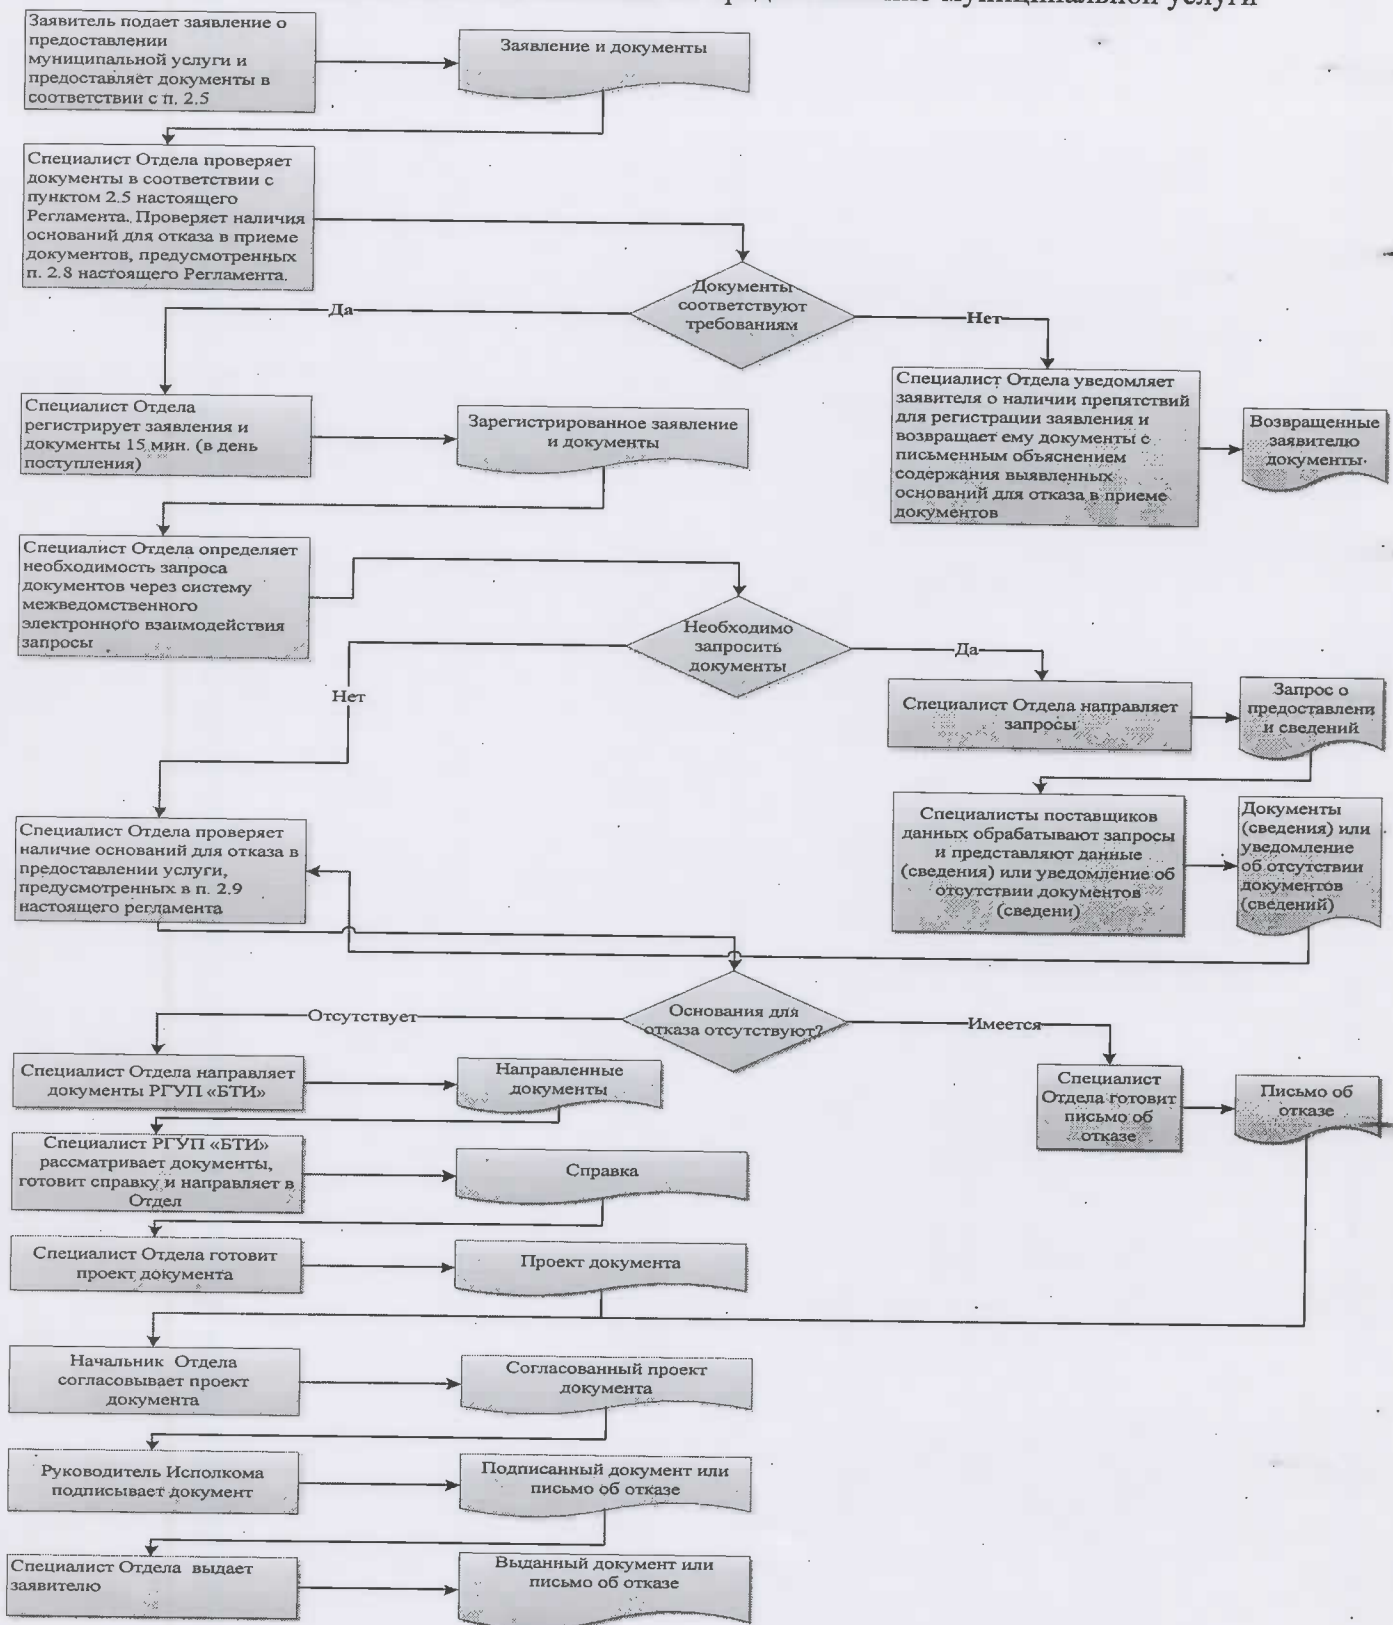 муниципальной услуги
Заявитель подает заявление о
предоставлении
муниципальной услуги и
предоставляет документы в
соответствии с п. 2.5
Заявление и документы
Специалист Отдела проверяет
документы в соответствии с
пунктом 2.5 настоящего
Регламента. Проверяет наличия
оснований для отказа в приеме
документов, предусмотренных
п. 2.8 настоящего Регламента.
Документы
соответствуют
требованиям
Да
Нет
Специалист Отдела
регистрирует заявления и
документы 15 мин. (в день
поступления)
Зарегистрированное заявление
и документы
Специалист Отдела уведомляет
заявителя о наличии препятствий
для регистрации заявления и
возвращает ему документы с
письменным объяснением
содержания выявленных
оснований для отказа в приеме
документов
Возвращенные
заявителю
документы
Специалист Отдела определяет
необходимость запроса
документов через систему
межведомственного
электронного взаимодействия
запросы
Необходимо
запросить
документы
Да
Нет
Специалист Отдела направляет
запросы
Запрос о
предоставлени
и сведений
Специалист Отдела проверяет
наличие оснований для отказа в
предоставлении услуги,
предусмотренных в п. 2.9
настоящего регламента
Специалисты поставщиков
данных обрабатывают запросы
и представляют данные
(сведения) или уведомление об
отсутствии документов
(сведени)
Документы
(сведения) или
уведомление
об отсутствии
документов
(сведений)
Основания для
отказа отсутствуют?
Отсутствует
Имеется
Специалист Отдела направляет
документы РГУП «БТИ»
Направленные
документы
Специалист
Отдела готовит
письмо об
отказе
Письмо об
отказе
Специалист РГУП «БТИ»
рассматривает документы,
готовит справку и направляет в
Отдел
Справка
Специалист Отдела готовит
проект документа
Проект документа
Начальник Отдела
согласовывает проект
документа
Согласованный проект
документа
Руководитель Исполкома
подписывает документ
Подписанный документ или
письмо об отказе
Специалист Отдела выдает
заявителю
Выданный документ или
письмо об отказе